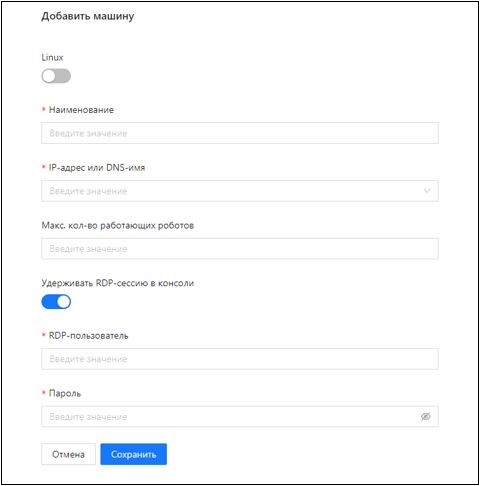 Добавить машину
Linux
* Наименование
Введите значение
* IP-адрес или DNS-имя
Введите значение
Макс. кол-во работающих роботов
Введите значение
Удерживать RDP-сессию в консоли
* RDP-пользователь
Введите значение
* Пароль
Введите значение
Отмена Сохранить